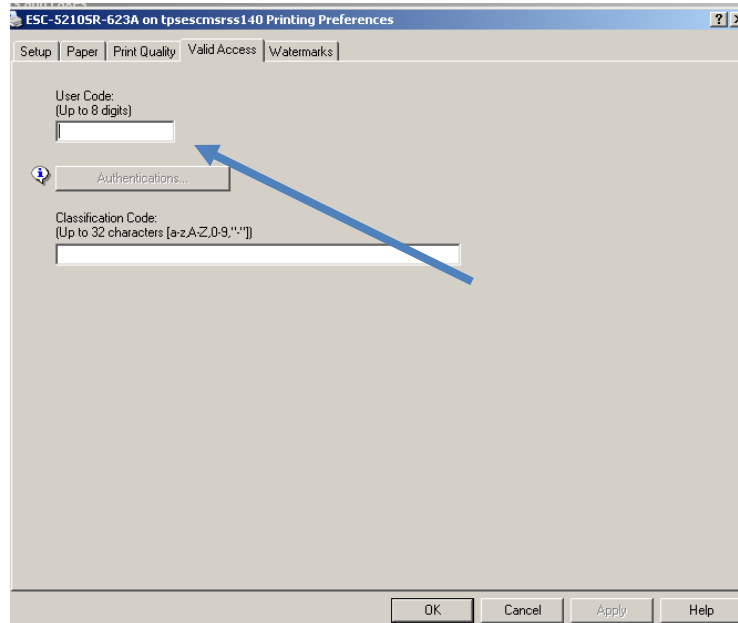 ESC-5210SR-623A on tpsescmsrss140 Printing Preferences
Setup Paper Print Quality Valid Access Watermarks
User Code:
(Up to 8 digits)
Authentications...
Classification Code:
(Up to 32 characters [a-z,A-Z,0-9,"-"])
OK Cancel Apply Help